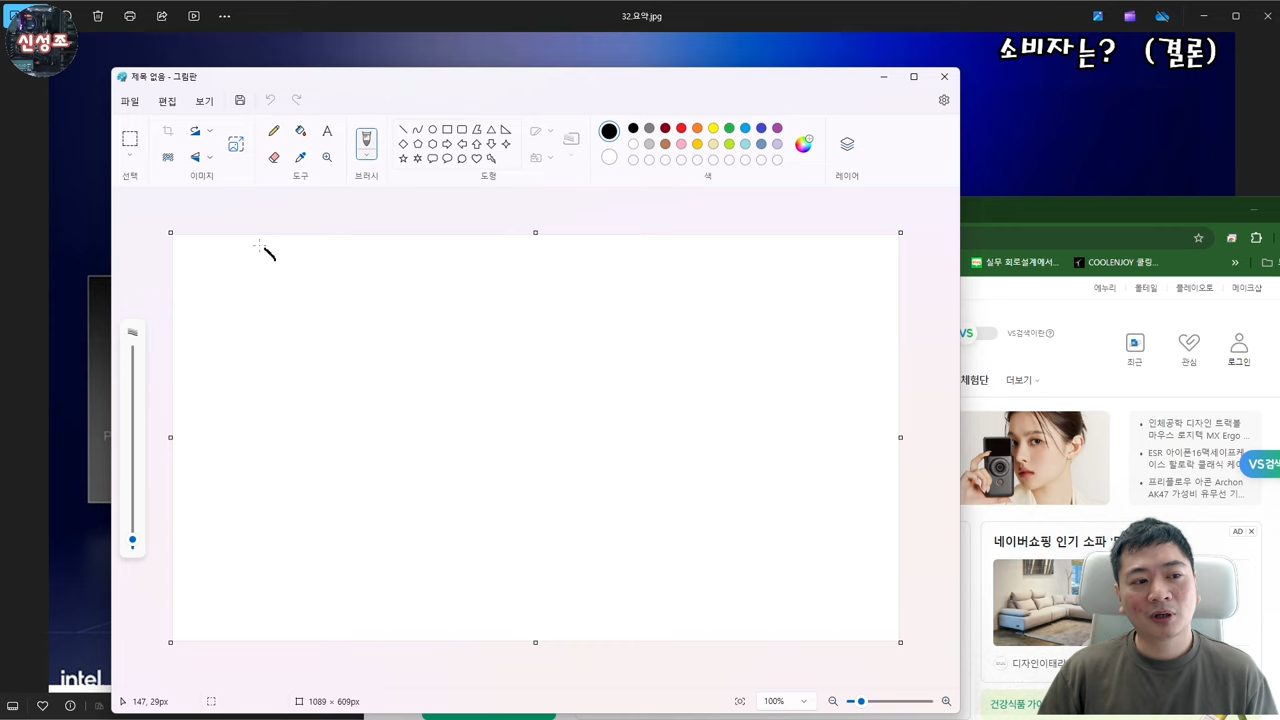 32.요약.jpg
신성조
소비자는? (결론)
제목 없음 - 그림판
파일 편집 보기
선택
이미지
도구
브러시
도형
색
레이어
실무 회로설계에서...
COOLENJOY 쿨링...
에누리 몰테일 플레이오토 메이크샵
VS VS검색이란?
최근 관심 로그인
체험단 더보기
인체공학 디자인 트랙볼
마우스 로지텍 MX Ergo ...
ESR 아이폰16맥세이프케
이스 할로락 클래식 케이
프리플로우 아콘 Archon
AK47 가성비 유무선 기...
VS검색
AD
네이버쇼핑 인기 소파
디자인이태리
건강식품 가
intel
147, 29px
1089 × 609px
100%